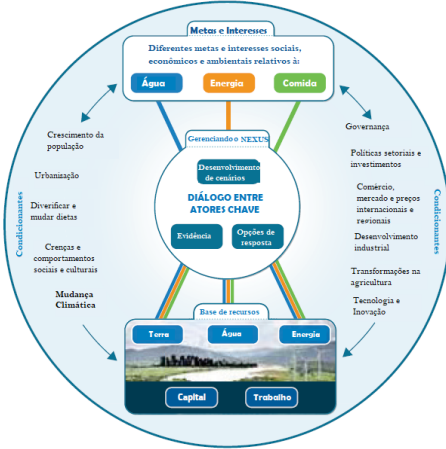 Metas e Interesses
Diferentes metas e interesses sociais,
econômicos e ambientais relativos à:
Água
Energia
Comida
Gerenciando o NEXUS
Desenvolvimento
de cenários
DIÁLOGO ENTRE
ATORES CHAVE
Evidência
Opções de
resposta
Condicionantes
Crescimento da
população
Urbanização
Diverificar e
mudar dietas
Crenças e
comportamentos
sociais e culturais
Mudança
Climática
Governança
Políticas setoriais e
investimentos
Comércio,
mercado e preços
internacionais e
regionais
Desenvolvimento
industrial
Transformações na
agricultura
Tecnologia e
Inovação
Condicionantes
Base de recursos
Terra
Água
Energia
Capital
Trabalho